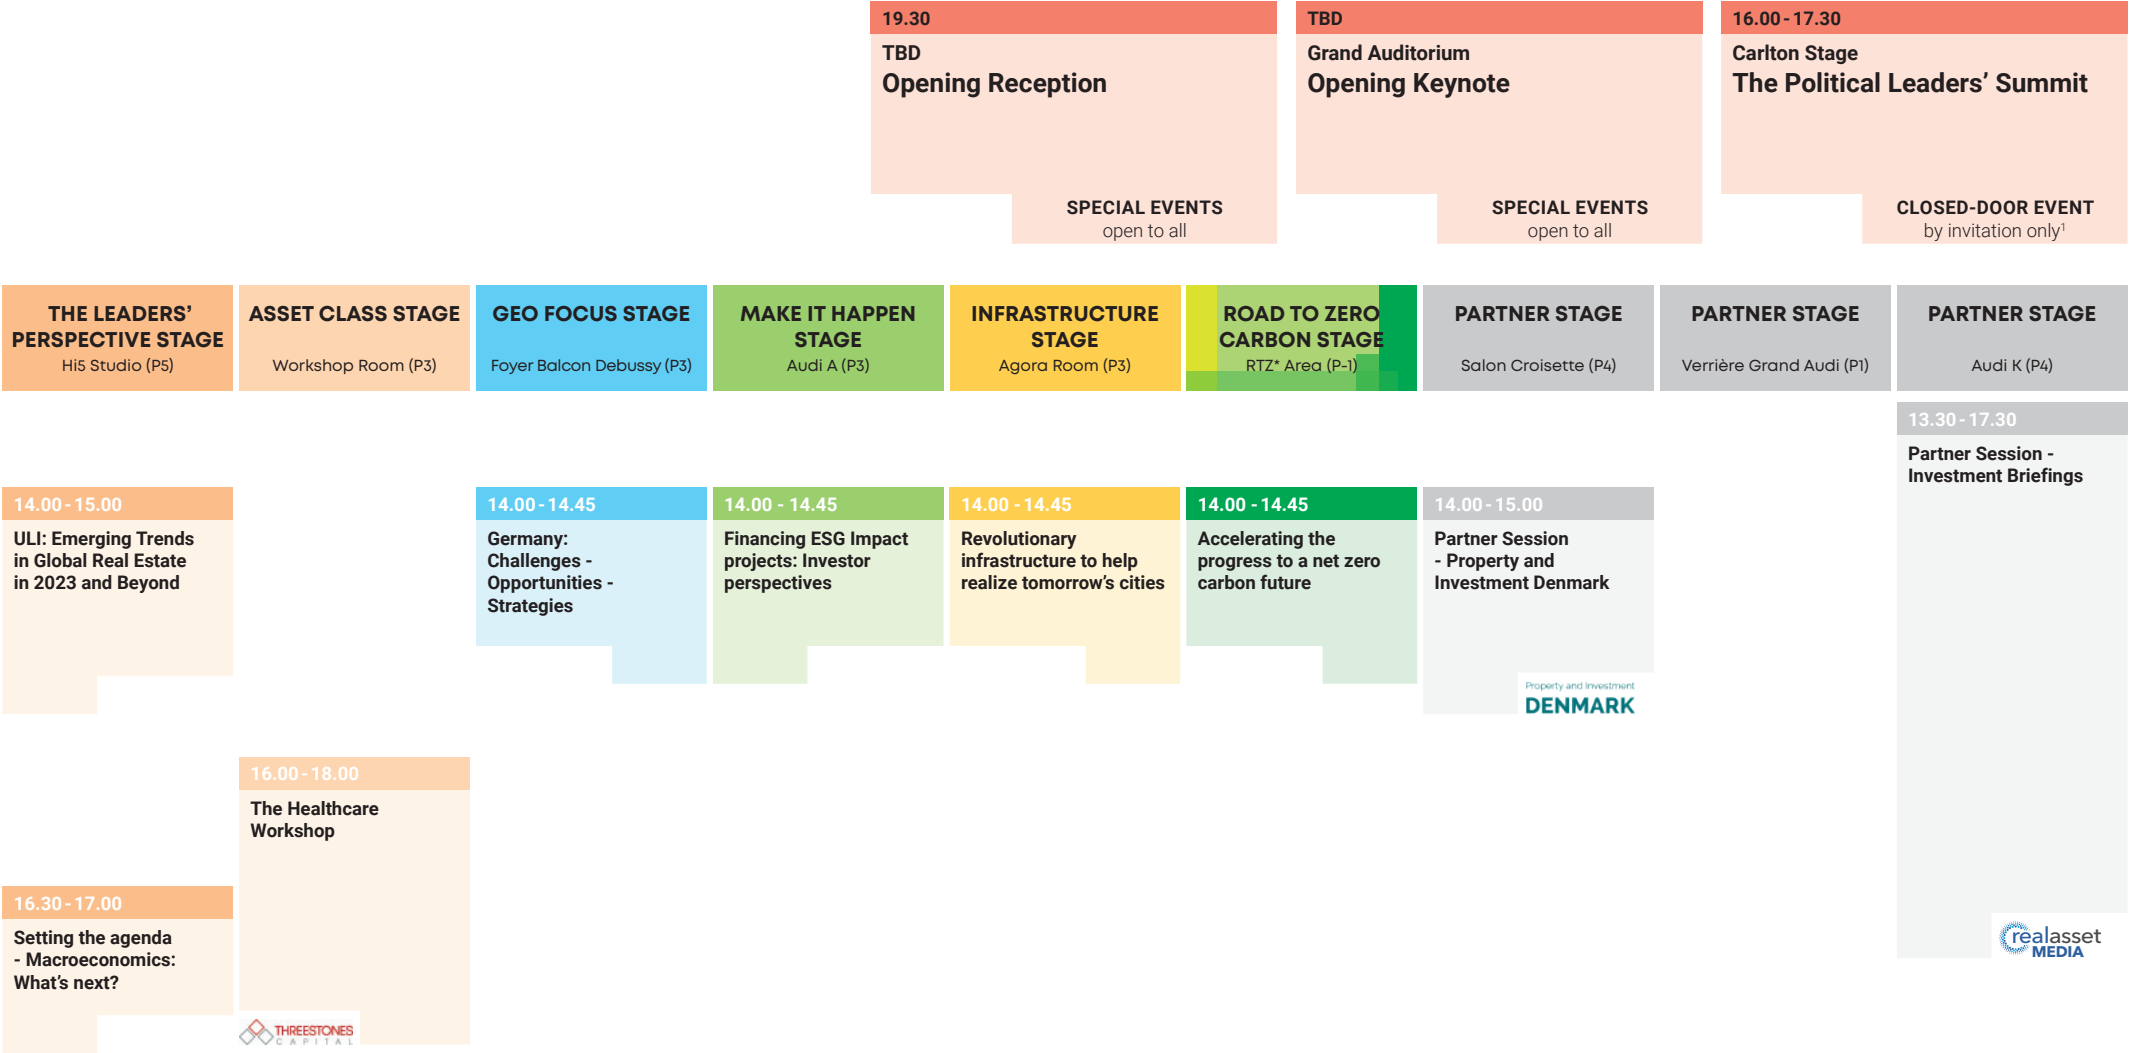 19.30
TBD
Opening Reception
SPECIAL EVENTS
open to all
TBD
Grand Auditorium
Opening Keynote
SPECIAL EVENTS
open to all
16.00 - 17.30
Carlton Stage
The Political Leaders’ Summit
CLOSED-DOOR EVENT
by invitation only¹
THE LEADERS’
PERSPECTIVE STAGE
Hi5 Studio (P5)
ASSET CLASS STAGE
Workshop Room (P3)
GEO FOCUS STAGE
Foyer Balcon Debussy (P3)
MAKE IT HAPPEN
STAGE
Audi A (P3)
INFRASTRUCTURE
STAGE
Agora Room (P3)
ROAD TO ZERO
CARBON STAGE
RTZ* Area (P-1)
PARTNER STAGE
Salon Croisette (P4)
PARTNER STAGE
Verrière Grand Audi (P1)
PARTNER STAGE
Audi K (P4)
13.30 - 17.30
Partner Session -
Investment Briefings
realasset
MEDIA
14.00 - 15.00
ULI: Emerging Trends
in Global Real Estate
in 2023 and Beyond
14.00 - 14.45
Germany:
Challenges -
Opportunities -
Strategies
14.00 - 14.45
Financing ESG Impact
projects: Investor
perspectives
14.00 - 14.45
Revolutionary
infrastructure to help
realize tomorrow’s cities
14.00 - 14.45
Accelerating the
progress to a net zero
carbon future
14.00 - 15.00
Partner Session
- Property and
Investment Denmark
Property and Investment
DENMARK
16.00 - 18.00
The Healthcare
Workshop
THREESTONES
CAPITAL
16.30 - 17.00
Setting the agenda
- Macroeconomics:
What’s next?